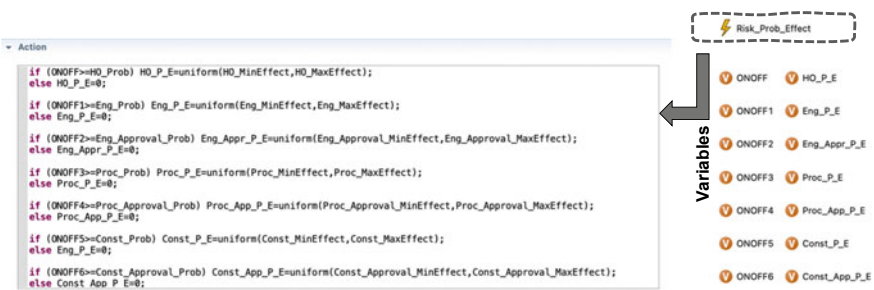 Risk_Prob_Effect
Action
if (ONOFF>=HO_Prob) HO_P_E=uniform(HO_MinEffect,HO_MaxEffect);
else HO_P_E=0;
if (ONOFF1>=Eng_Prob) Eng_P_E=uniform(Eng_MinEffect,Eng_MaxEffect);
else Eng_P_E=0;
if (ONOFF2>=Eng_Approval_Prob) Eng_Appr_P_E=uniform(Eng_Approval_MinEffect,Eng_Approval_MaxEffect);
else Eng_Appr_P_E=0;
if (ONOFF3>=Proc_Prob) Proc_P_E=uniform(Proc_MinEffect,Proc_MaxEffect);
else Proc_P_E=0;
if (ONOFF4>=Proc_Approval_Prob) Proc_App_P_E=uniform(Proc_Approval_MinEffect,Proc_Approval_MaxEffect);
else Proc_App_P_E=0;
if (ONOFF5>=Const_Prob) Const_P_E=uniform(Const_MinEffect,Const_MaxEffect);
else Eng_P_E=0;
if (ONOFF6>=Const_Approval_Prob) Const_App_P_E=uniform(Const_Approval_MinEffect,Const_Approval_MaxEffect);
else Const_App_P_E=0;
Variables
V ONOFF V HO_P_E
V ONOFF1 V Eng_P_E
V ONOFF2 V Eng_Appr_P_E
V ONOFF3 V Proc_P_E
V ONOFF4 V Proc_App_P_E
V ONOFF5 V Const_P_E
V ONOFF6 V Const_App_P_E